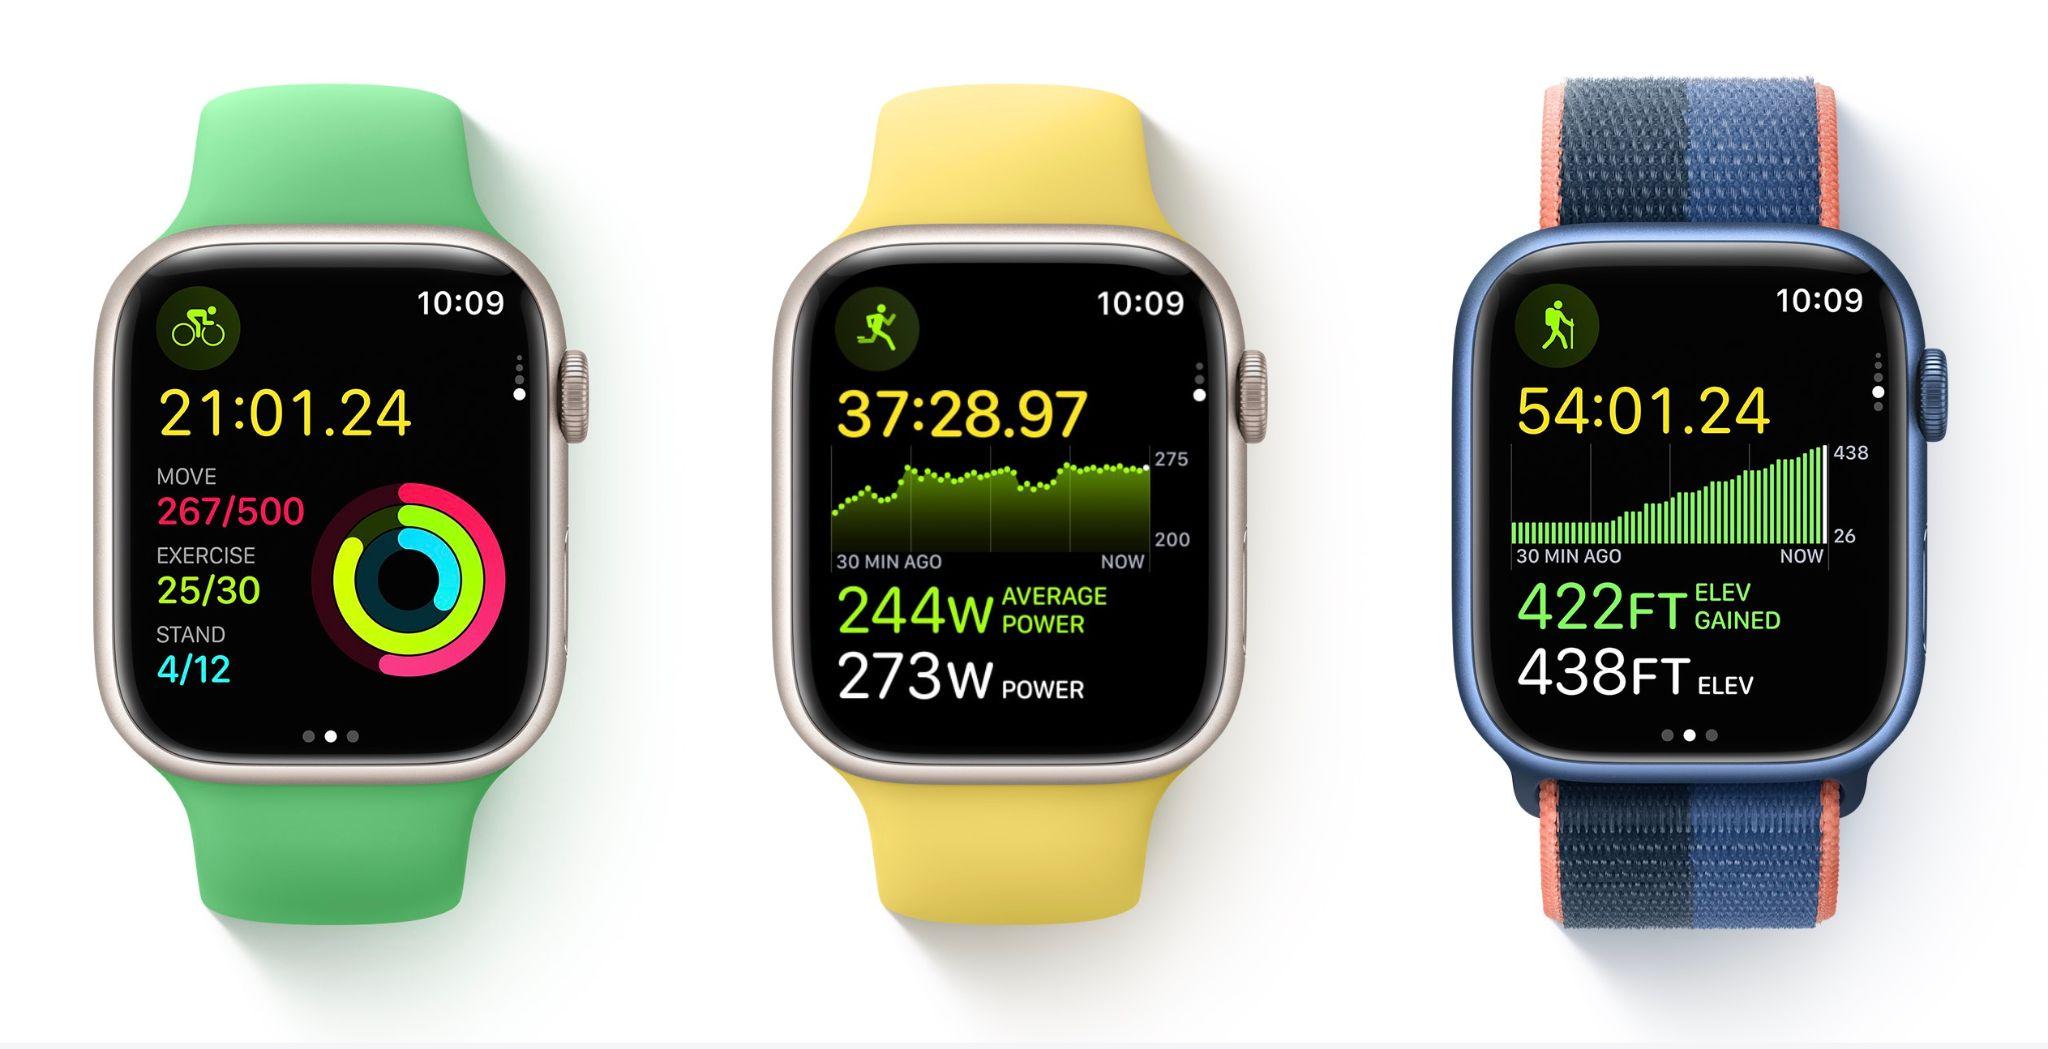 10:09
21:01.24
MOVE
267/500
EXERCISE
25/30
STAND
4/12
10:09
37:28.97
275
200
30 MIN AGO NOW
244W AVERAGE POWER
273W POWER
10:09
54:01.24
438
26
30 MIN AGO NOW
422FT ELEV GAINED
438FT ELEV